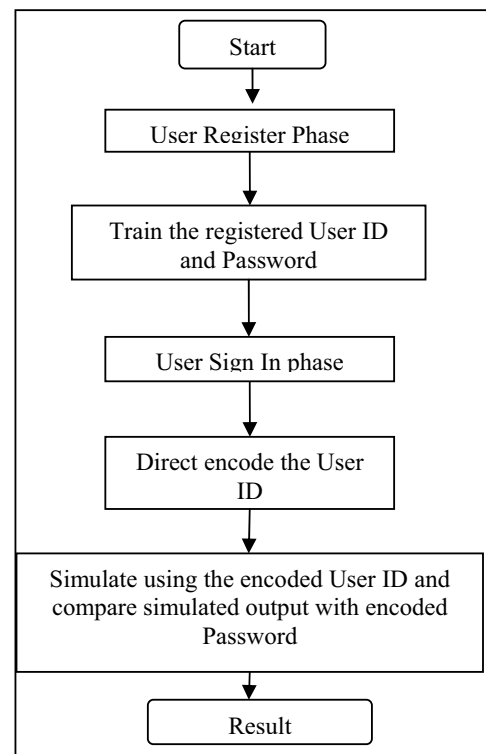 Start
User Register Phase
Train the registered User ID
and Password
User Sign In phase
Direct encode the User
ID
Simulate using the encoded User ID and
compare simulated output with encoded
Password
Result